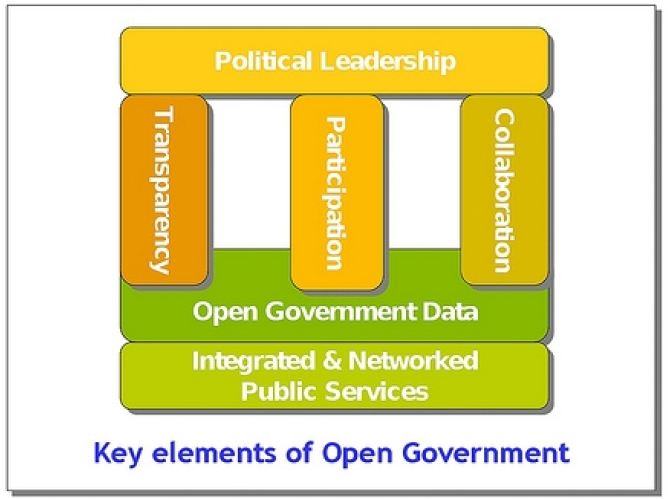 Political Leadership
Transparency
Participation
Collaboration
Open Government Data
Integrated & Networked
Public Services
Key elements of Open Government